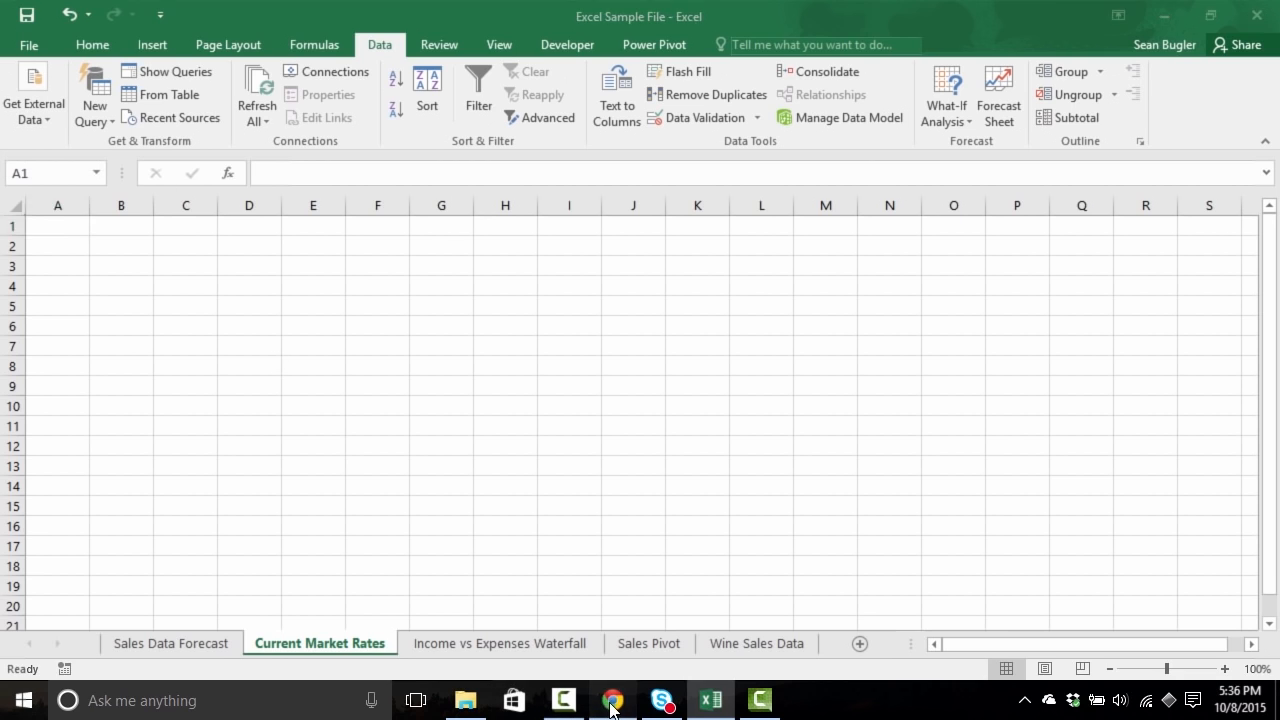 Excel Sample File - Excel
File Home Insert Page Layout Formulas Data Review View Developer Power Pivot Tell me what you want to do... Sean Bugler Share
Get External Data
New Query
Show Queries
From Table
Recent Sources
Get & Transform
Refresh All
Connections
Properties
Edit Links
Connections
Sort
Filter
Clear
Reapply
Advanced
Sort & Filter
Text to Columns
Flash Fill
Remove Duplicates
Data Validation
Consolidate
Relationships
Manage Data Model
Data Tools
What-If Analysis
Forecast Sheet
Forecast
Group
Ungroup
Subtotal
Outline
A1 fx
A B C D E F G H I J K L M N O P Q R S
1
2
3
4
5
6
7
8
9
10
11
12
13
14
15
16
17
18
19
20
21
Sales Data Forecast Current Market Rates Income vs Expenses Waterfall Sales Pivot Wine Sales Data
Ready 100%
Ask me anything 5:36 PM
10/8/2015